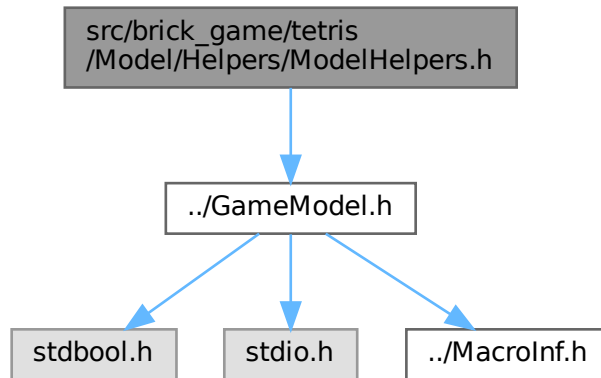 src/brick_game/tetris
/Model/Helpers/ModelHelpers.h
../GameModel.h
stdbool.h
stdio.h
../MacroInf.h